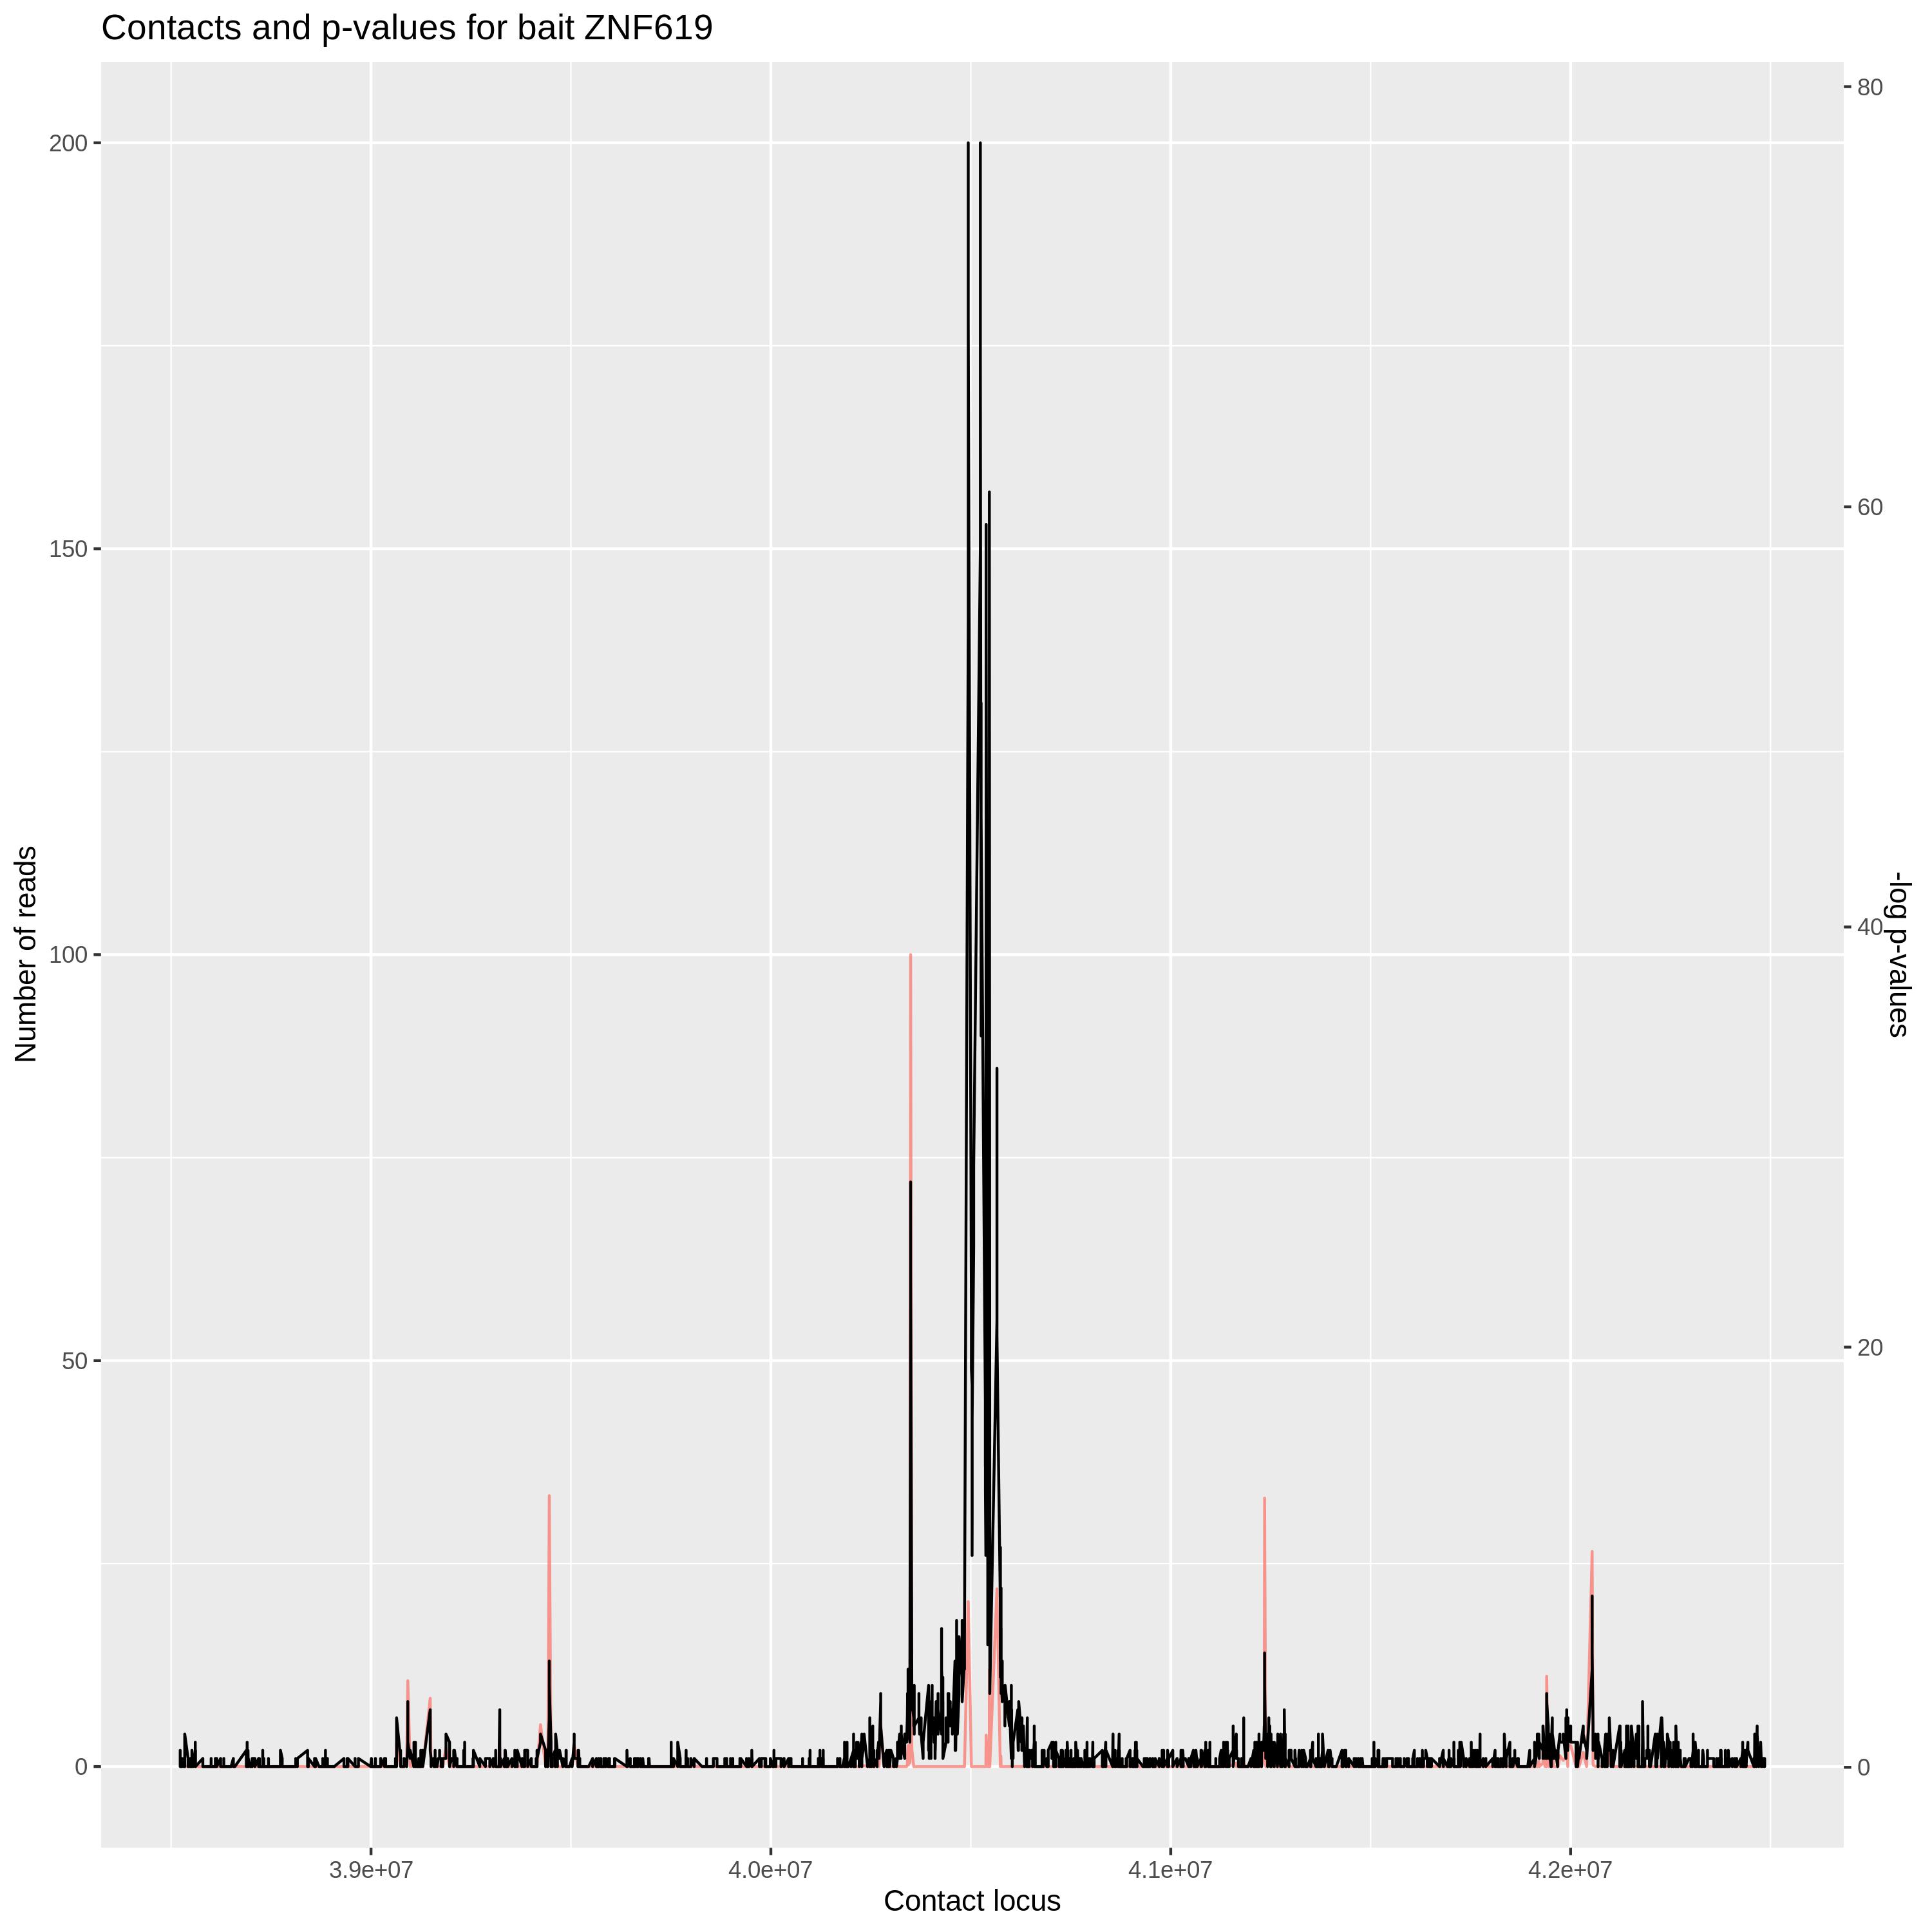 Contacts and p-values for bait ZNF619
200
150
100
50
0
Number of reads
80
60
40
20
0
-log p-values
3.9e+07 4.0e+07 4.1e+07 4.2e+07
Contact locus